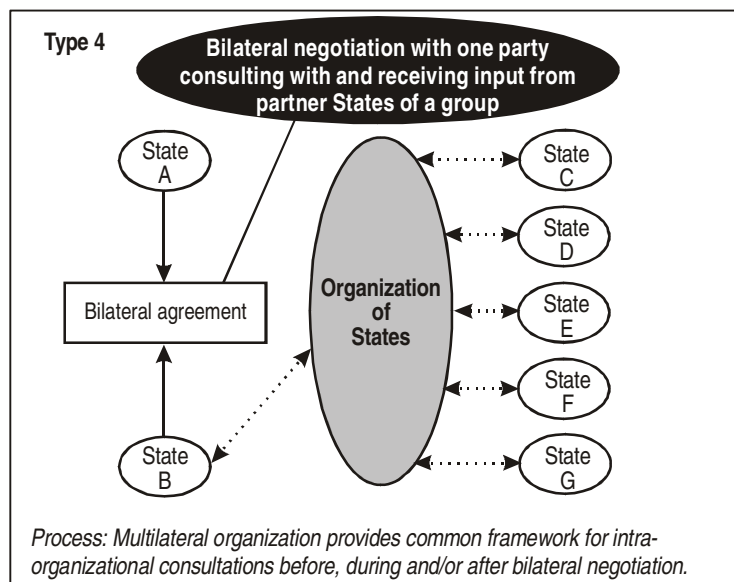 Type 4
Bilateral negotiation with one party
consulting with and receiving input from
partner States of a group
State
A
State
C
State
D
Bilateral agreement
Organization
of
States
State
E
State
F
State
B
State
G
Process: Multilateral organization provides common framework for intra-
organizational consultations before, during and/or after bilateral negotiation.